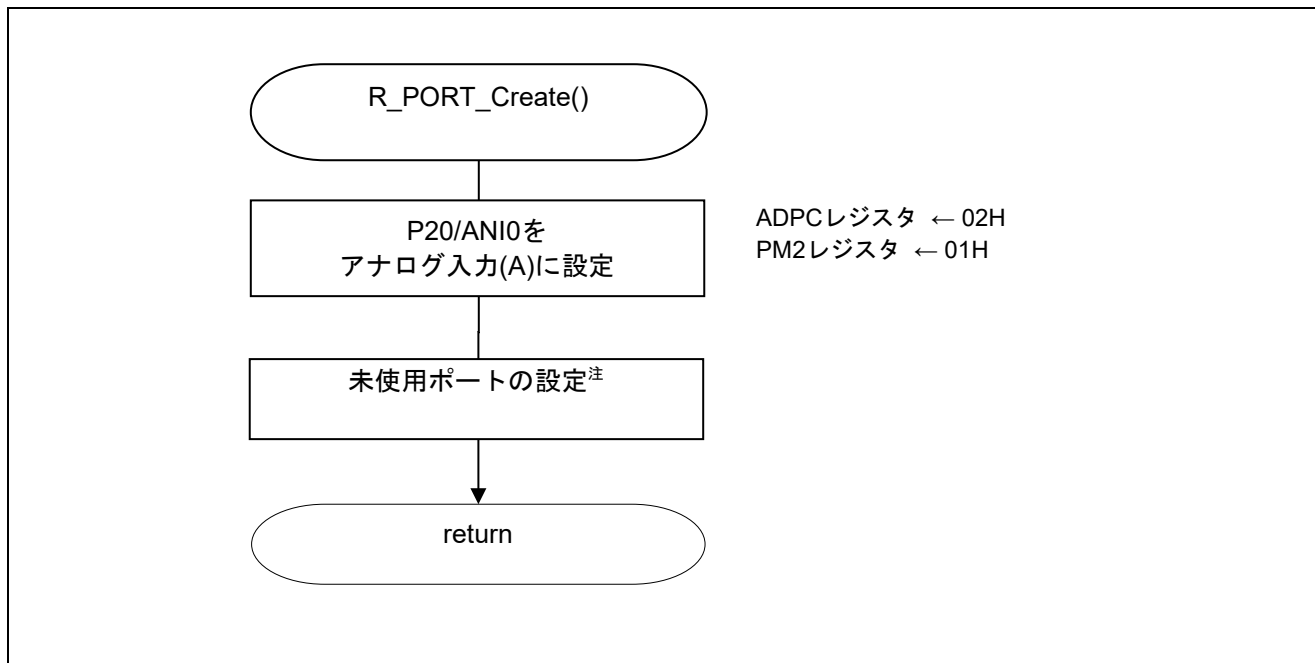 R_PORT_Create()
P20/ANI0を
アナログ入力(A)に設定
ADPCレジスタ ← 02H
PM2レジスタ ← 01H
未使用ポートの設定注
return